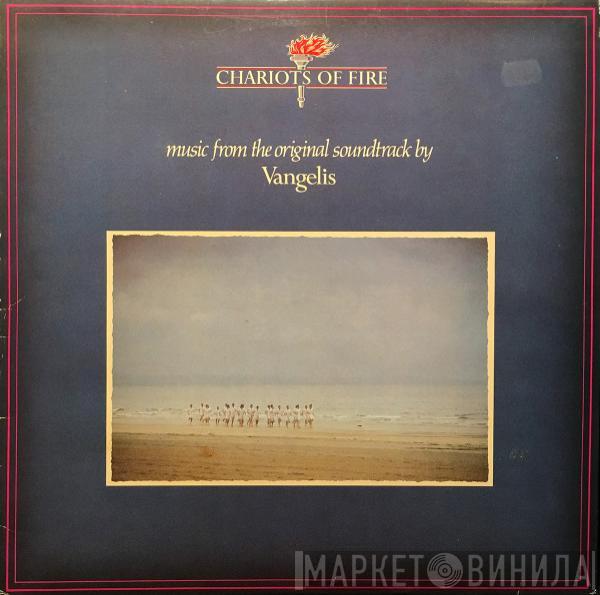 CHARIOTS OF FIRE
music from the original soundtrack by
Vangelis
МАРКЕТ ВИНИЛА